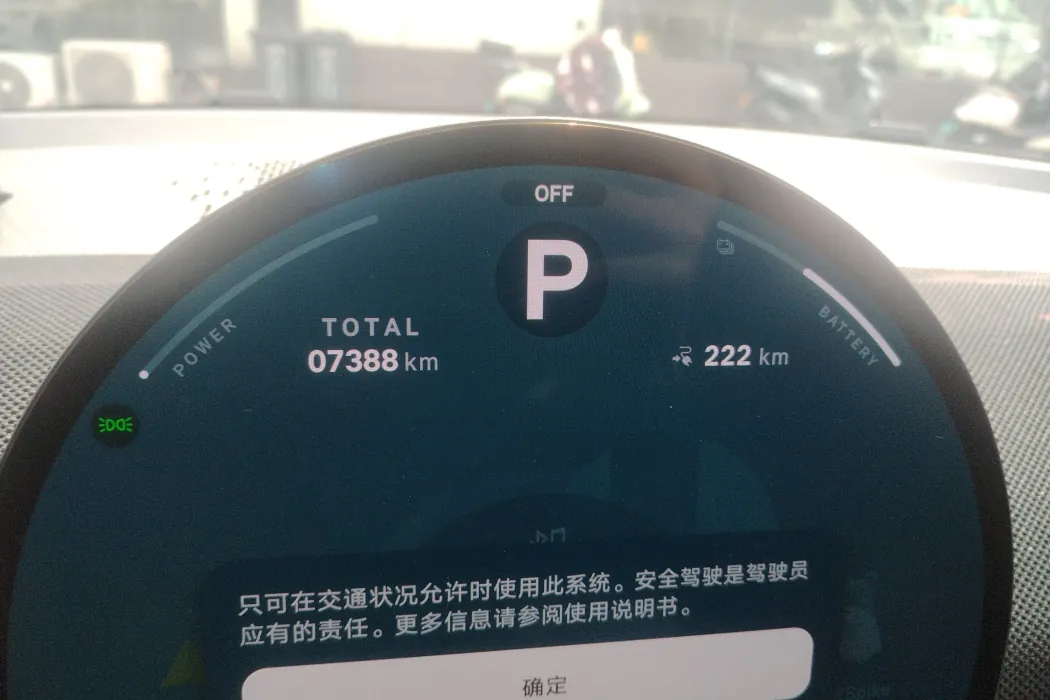 OFF
P
POWER
TOTAL
07388 km
BATTERY
222 km
只可在交通状况允许时使用此系统。安全驾驶是驾驶员
应有的责任。更多信息请参阅使用说明书。
确定